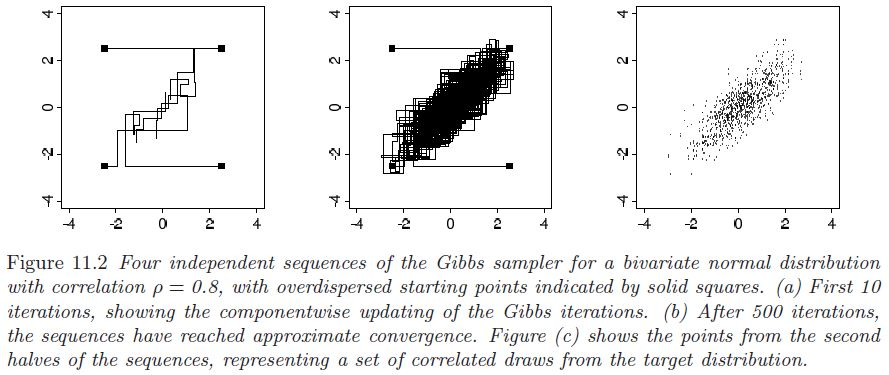 4
2
0
-2
-4
-4 -2 0 2 4
4
2
0
-2
-4
-4 -2 0 2 4
4
2
0
-2
-4
-4 -2 0 2 4
Figure 11.2 Four independent sequences of the Gibbs sampler for a bivariate normal distribution
with correlation ρ = 0.8, with overdispersed starting points indicated by solid squares. (a) First 10
iterations, showing the componentwise updating of the Gibbs iterations. (b) After 500 iterations,
the sequences have reached approximate convergence. Figure (c) shows the points from the second
halves of the sequences, representing a set of correlated draws from the target distribution.